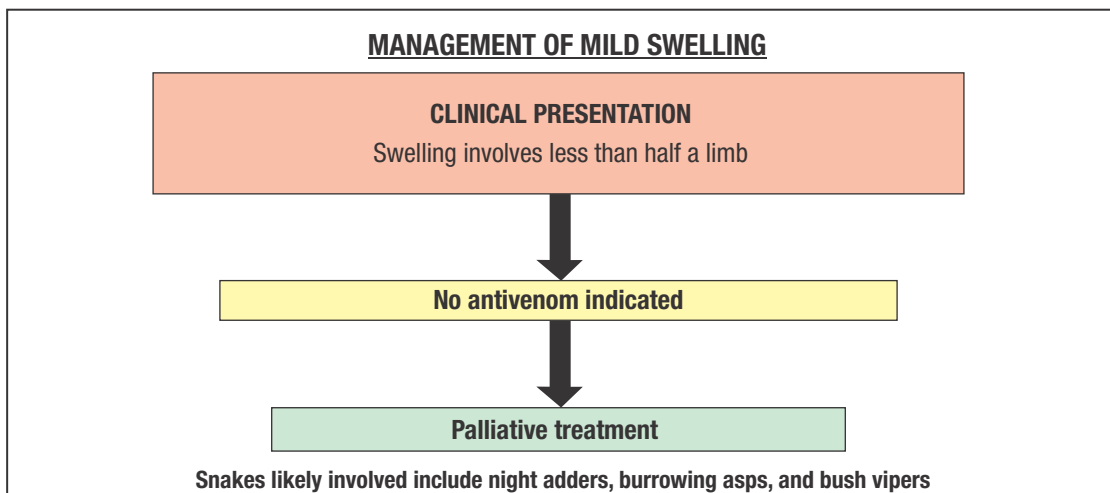 MANAGEMENT OF MILD SWELLING
CLINICAL PRESENTATION
Swelling involves less than half a limb
No antivenom indicated
Palliative treatment
Snakes likely involved include night adders, burrowing asps, and bush vipers